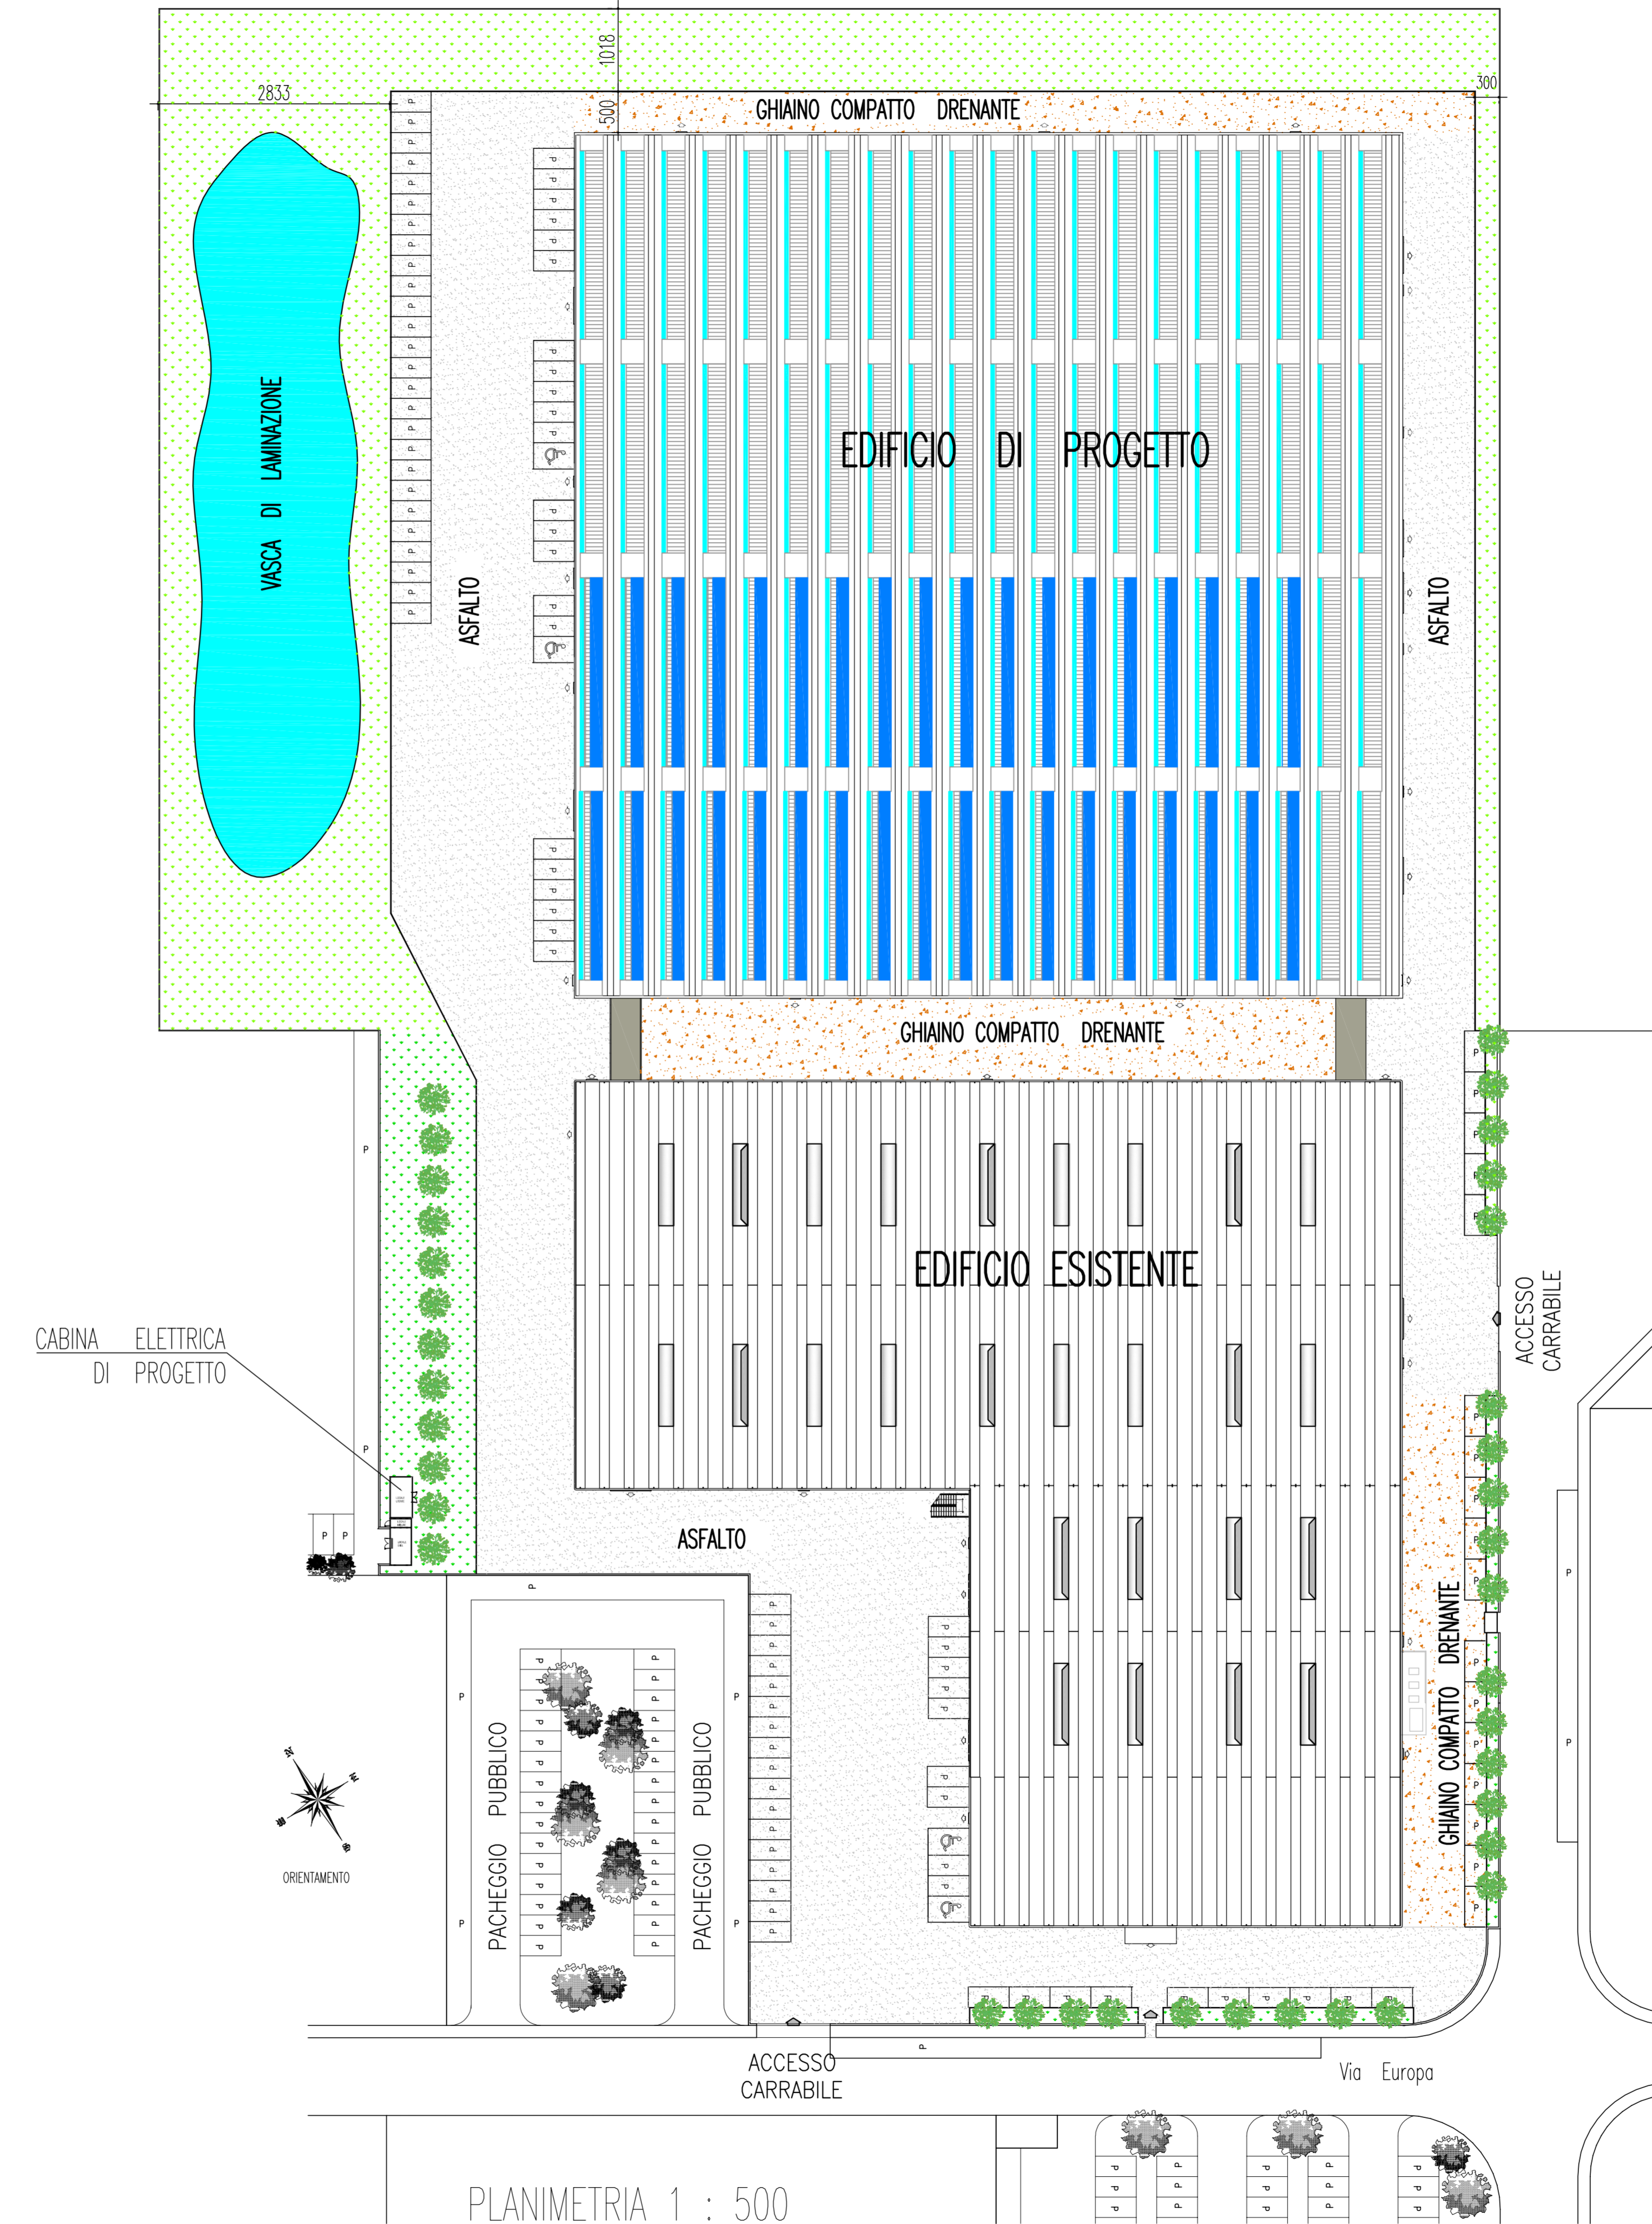 1018
2833
300
500
GHIAINO COMPATTO DRENANTE
VASCA DI LAMINAZIONE
EDIFICIO DI PROGETTO
ASFALTO
ASFALTO
GHIAINO COMPATTO DRENANTE
EDIFICIO ESISTENTE
ACCESSO
CARRABILE
CABINA ELETTRICA
DI PROGETTO
ASFALTO
GHIAINO COMPATTO DRENANTE
PACHEGGIO PUBBLICO
PACHEGGIO PUBBLICO
N
ORIENTAMENTO
P
ACCESSO
CARRABILE
Via Europa
PLANIMETRIA 1 : 500